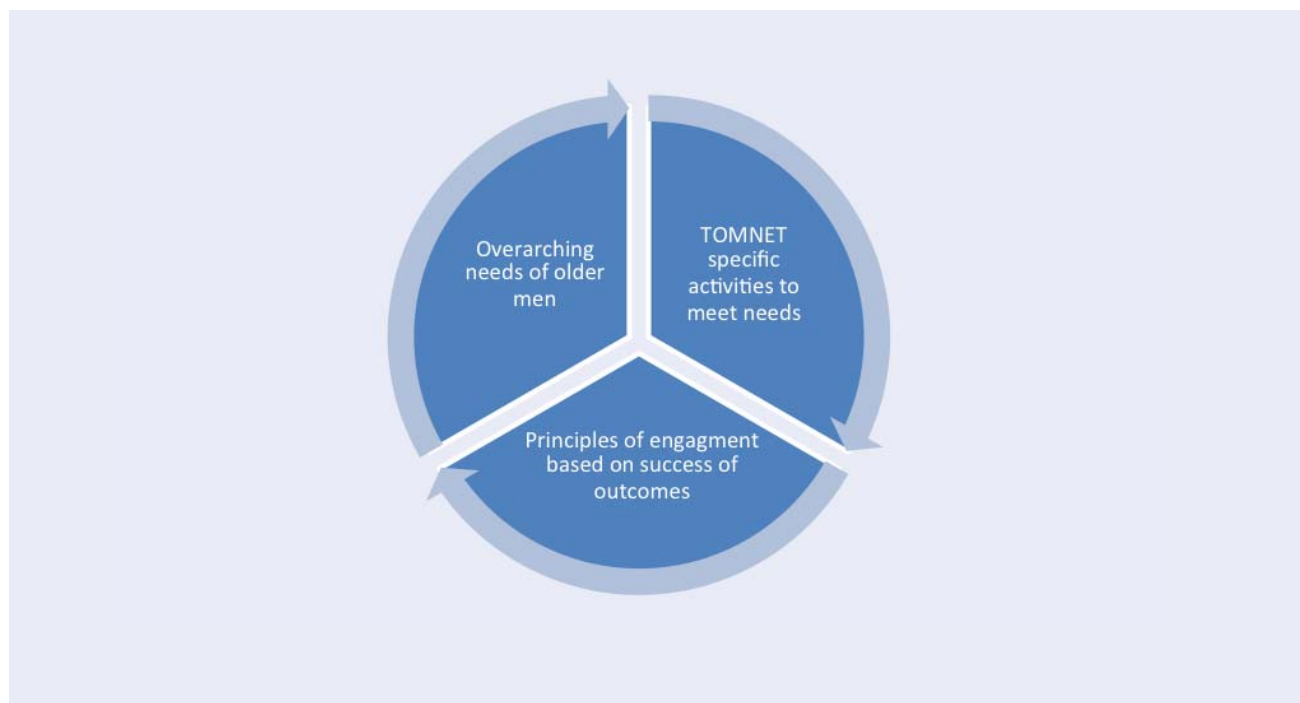 Overarching
needs of older
men
TOMNET
specific
activities to
meet needs
Principles of engagment
based on success of
outcomes